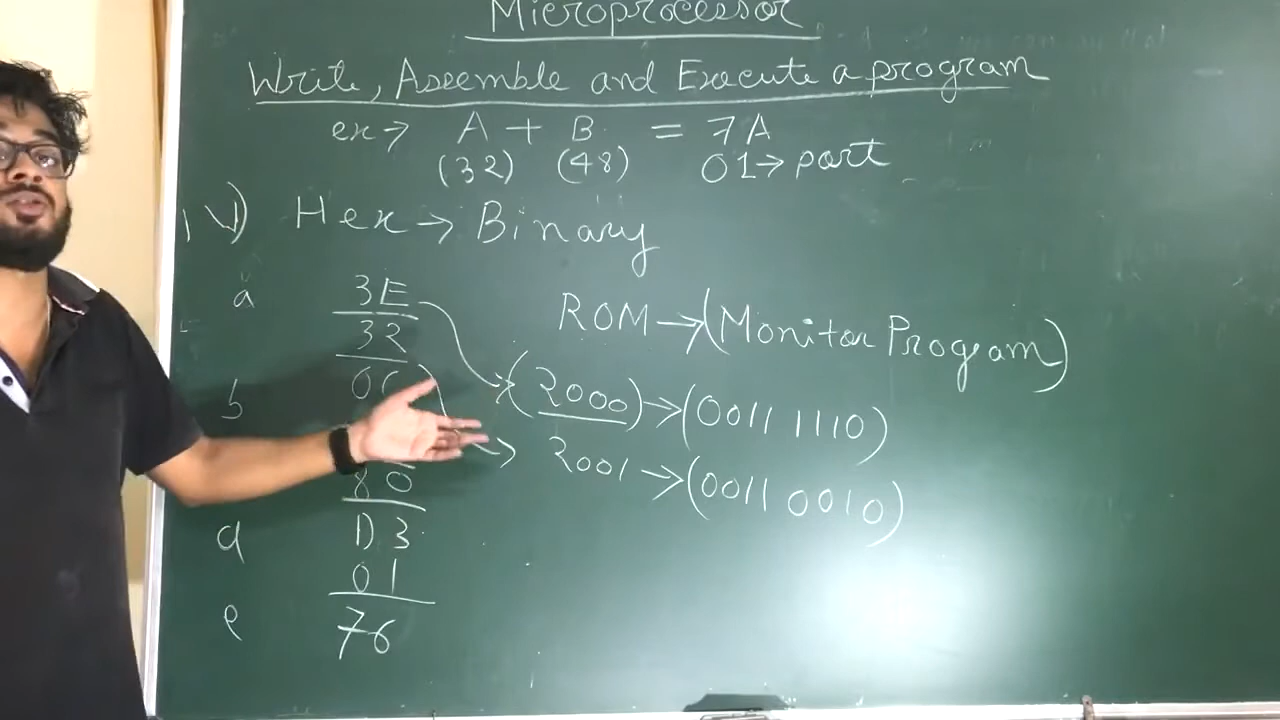 Microprocessor
Write, Assemble and Execute a program
ex → A + B = 7A
(32) (48) 01 → port
iv) Hex → Binary
a 3E
32
b
80
d D3
01
e 76
ROM → (Monitor Program)
(2000) → (0011 1110)
2001 → (0011 0010)